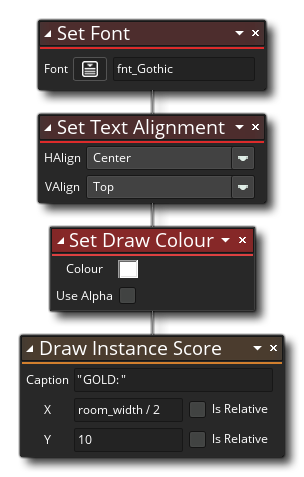 Set Font
Font fnt_Gothic
Set Text Alignment
HAlign Center
VAlign Top
Set Draw Colour
Colour
Use Alpha
Draw Instance Score
Caption "GOLD: "
X room_width / 2 Is Relative
Y 10 Is Relative